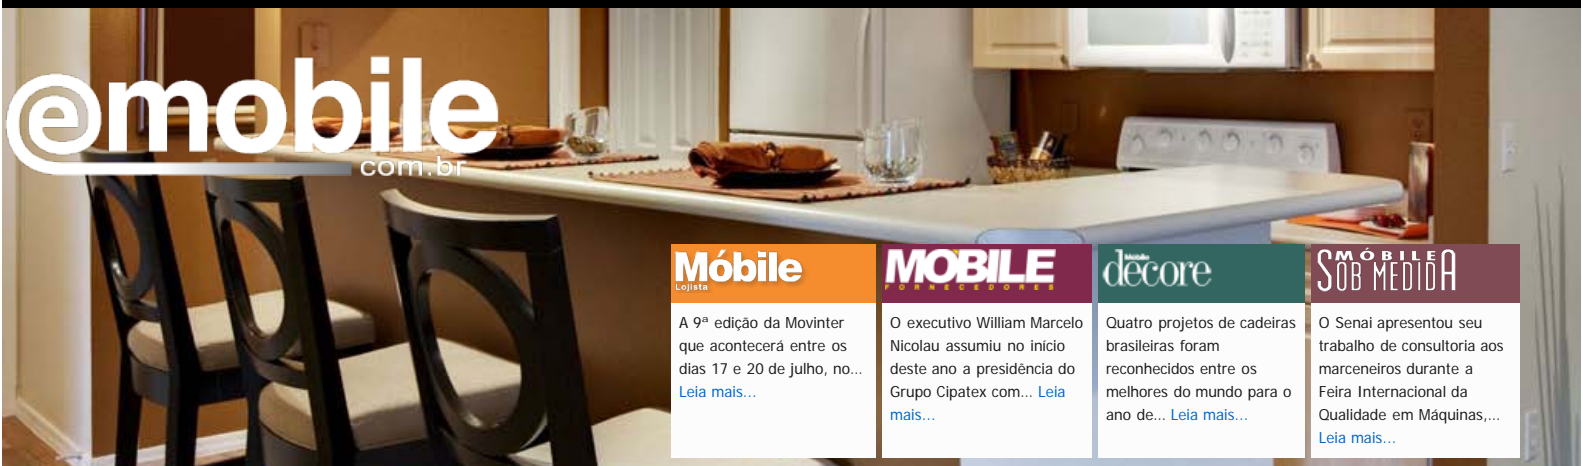 @emobile
com.br
Móbile
Lojista
A 9ª edição da Movinter
que acontecerá entre os
dias 17 e 20 de julho, no...
Leia mais...
MOBILE
FORNECEDORES
O executivo William Marcelo
Nicolau assumiu no início
deste ano a presidência do
Grupo Cipatex com... Leia
mais...
Móbile
décore
Quatro projetos de cadeiras
brasileiras foram
reconhecidos entre os
melhores do mundo para o
ano de... Leia mais...
MÓBILE
SOB MEDIDA
O Senai apresentou seu
trabalho de consultoria aos
marceneiros durante a
Feira Internacional da
Qualidade em Máquinas,...
Leia mais...